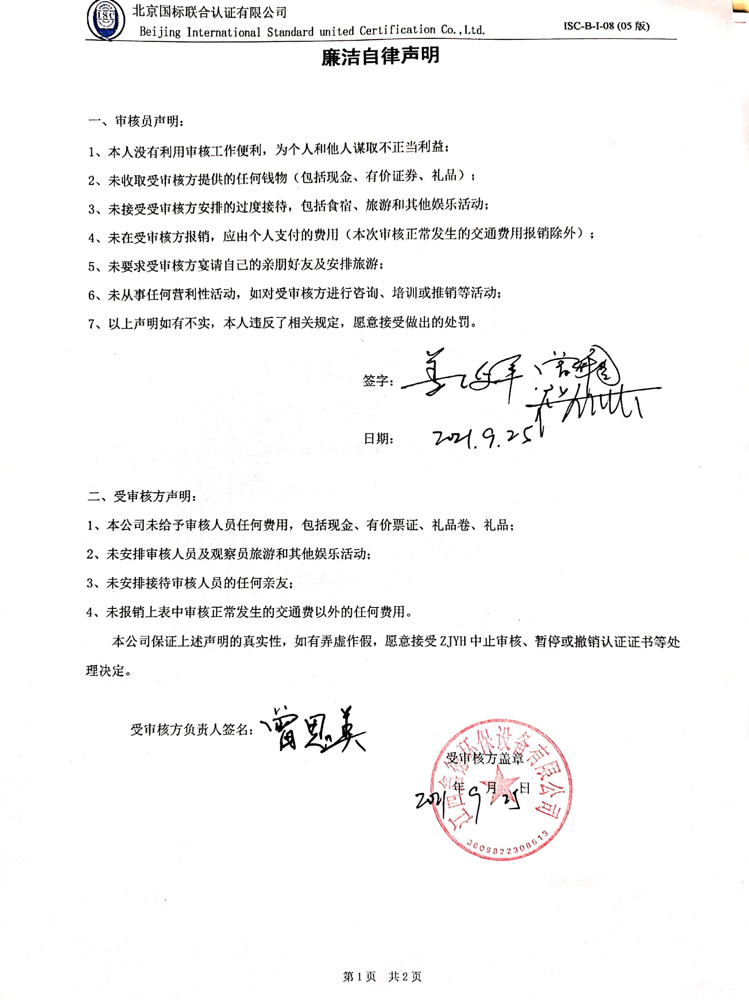 ISC
北京国标联合认证有限公司
Beijing International Standard united Certification Co.,Ltd.
ISC-B-I-08 (05 版)
廉洁自律声明
一、审核员声明：
1、本人没有利用审核工作便利，为个人和他人谋取不正当利益；
2、未收取受审核方提供的任何钱物（包括现金、有价证券、礼品）；
3、未接受受审核方安排的过度接待，包括食宿、旅游和其他娱乐活动；
4、未在受审核方报销，应由个人支付的费用（本次审核正常发生的交通费用报销除外）；
5、未要求受审核方宴请自己的亲朋好友及安排旅游；
6、未从事任何营利性活动，如对受审核方进行咨询、培训或推销等活动；
7、以上声明如有不实，本人违反了相关规定，愿意接受做出的处罚。
签字：
日期： 2021.9.25
二、受审核方声明：
1、本公司未给予审核人员任何费用，包括现金、有价票证、礼品卷、礼品；
2、未安排审核人员及观察员旅游和其他娱乐活动；
3、未安排接待审核人员的任何亲友；
4、未报销上表中审核正常发生的交通费以外的任何费用。
本公司保证上述声明的真实性，如有弄虚作假，愿意接受 ZJYH 中止审核、暂停或撤销认证证书等处
理决定。
受审核方负责人签名：曾思美
受审核方盖章
2021 年 9 月 25 日
环保设备有限公司
3609822308513
第 1 页 共 2 页